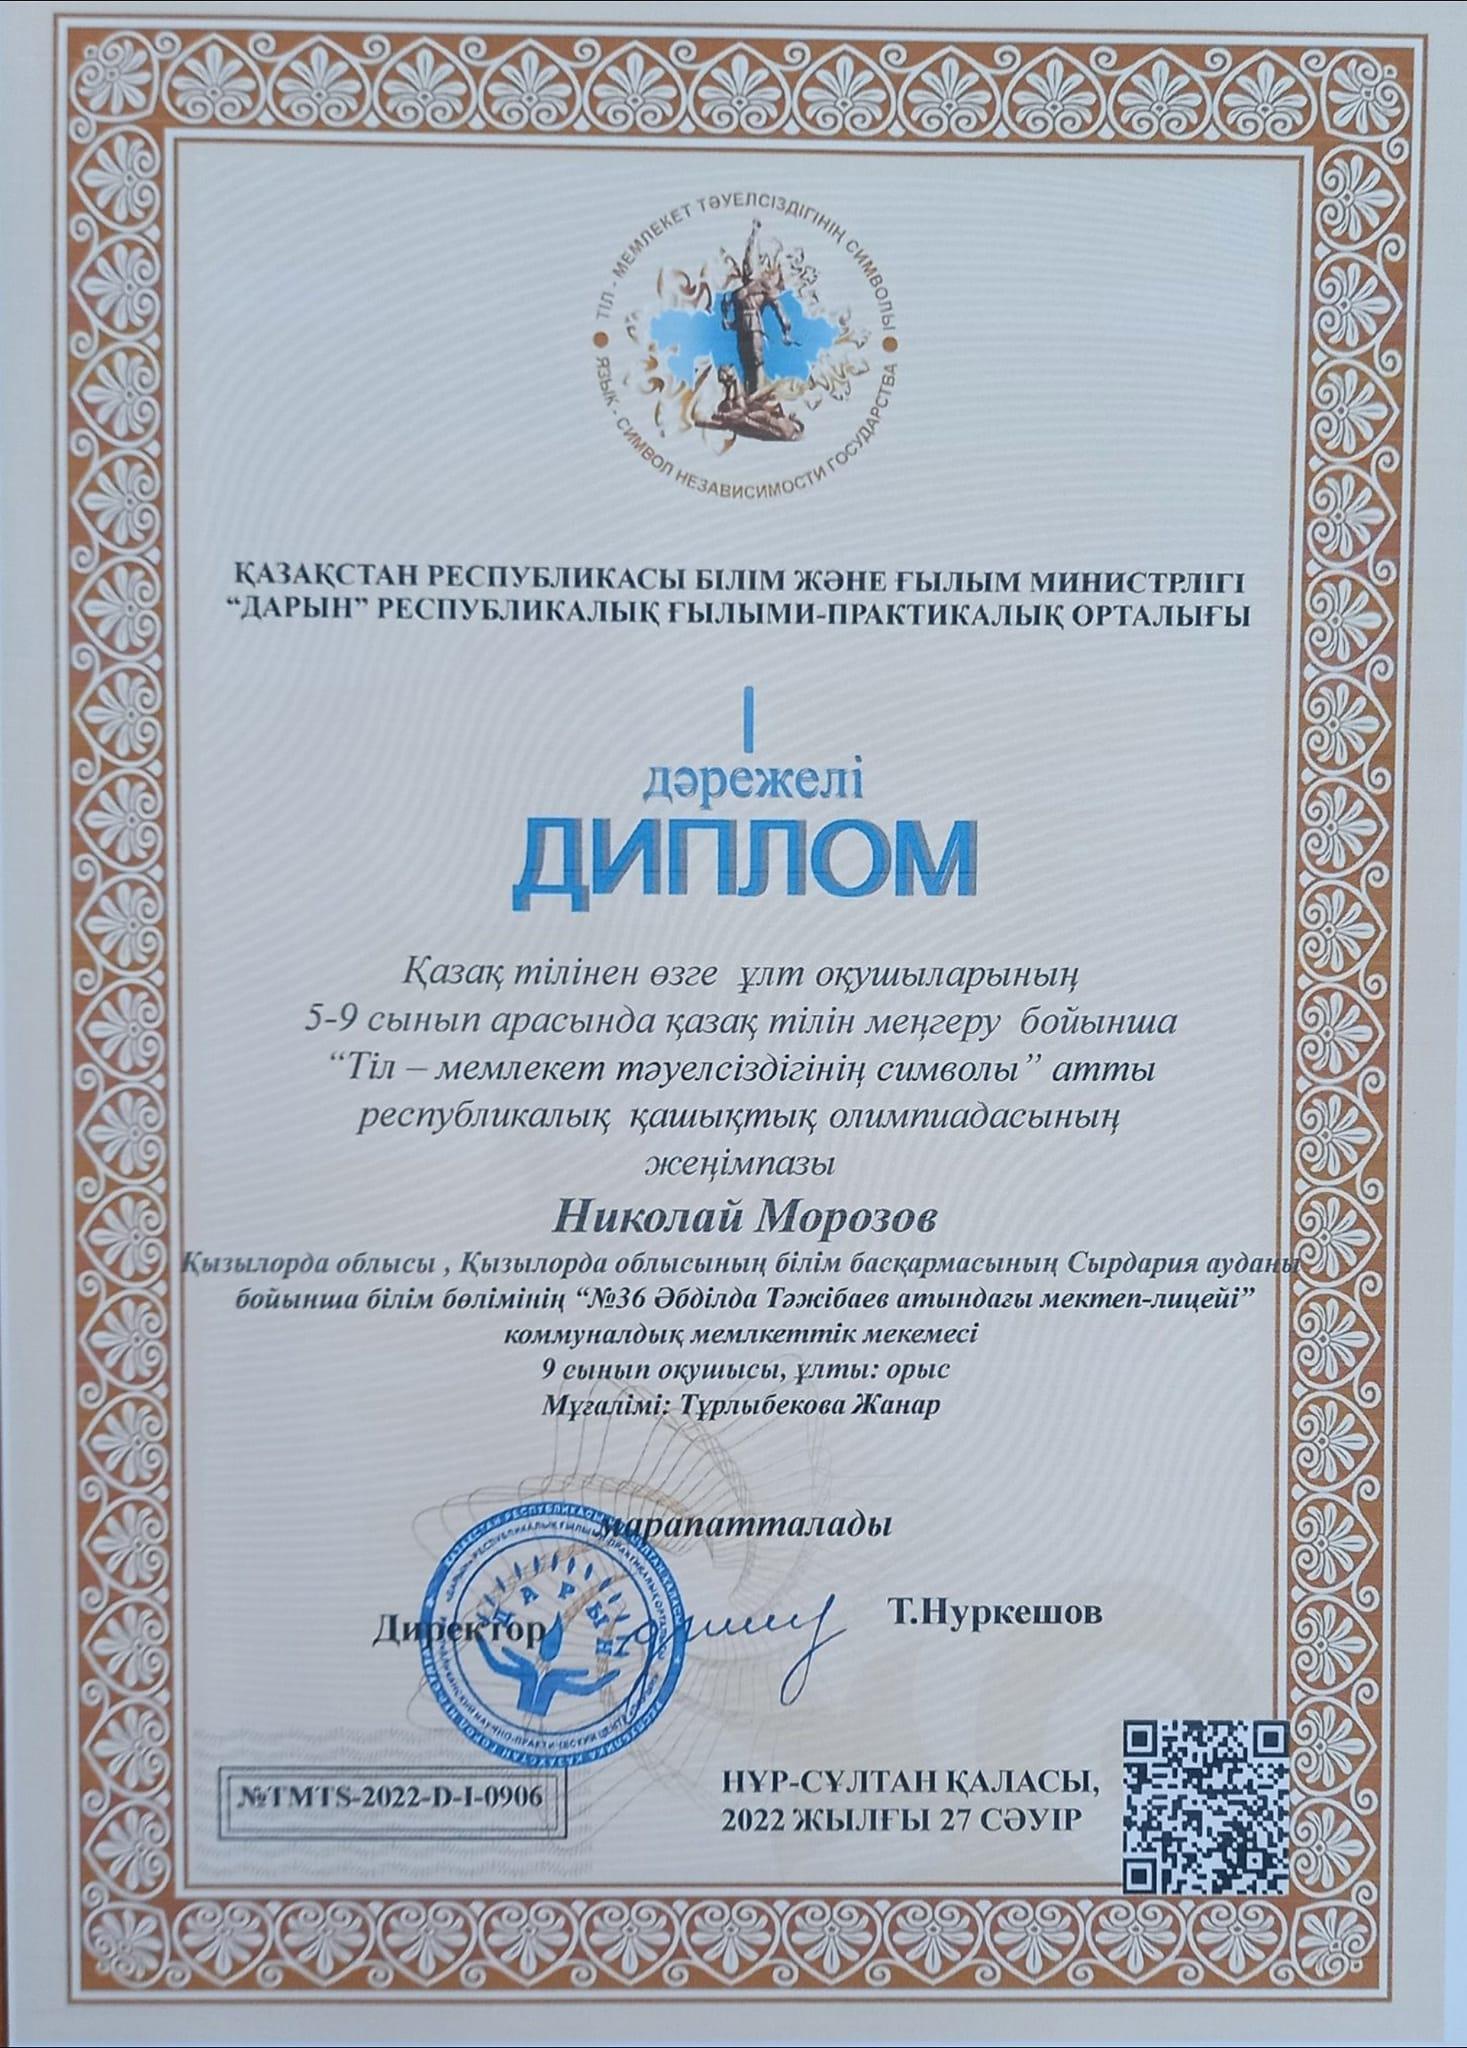 ТІЛ - МЕМЛЕКЕТ ТӘУЕЛСІЗДІГІНІҢ СИМВОЛЫ
ЯЗЫК - СИМВОЛ НЕЗАВИСИМОСТИ ГОСУДАРСТВА
ҚАЗАҚСТАН РЕСПУБЛИКАСЫ БІЛІМ ЖӘНЕ ҒЫЛЫМ МИНИСТРЛІГІ
“ДАРЫН” РЕСПУБЛИКАЛЫҚ ҒЫЛЫМИ-ПРАКТИКАЛЫҚ ОРТАЛЫҒЫ
I
дәрежелі
ДИПЛОМ
Қазақ тілінен өзге ұлт оқушыларының
5-9 сынып арасында қазақ тілін меңгеру бойынша
“Тіл – мемлекет тәуелсіздігінің символы” атты
республикалық қашықтық олимпиадасының
жеңімпазы
Николай Морозов
Қызылорда облысы , Қызылорда облысының білім басқармасының Сырдария ауданы
бойынша білім бөлімінің “№36 Әбділда Тәжібаев атындағы мектеп-лицейі”
коммуналдық мемлкеттік мекемесі
9 сынып оқушысы, ұлты: орыс
Мұғалімі: Тұрлыбекова Жанар
марапатталады
Директор
Т.Нуркешов
ДАРЫН
№TMTS-2022-D-I-0906
НҰР-СҰЛТАН ҚАЛАСЫ,
2022 ЖЫЛҒЫ 27 СӘУІР